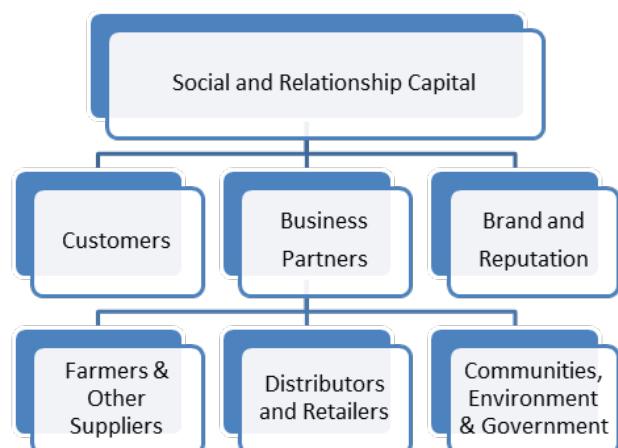 Social and Relationship Capital
Customers
Business
Partners
Brand and
Reputation
Farmers &
Other
Suppliers
Distributors
and Retailers
Communities,
Environment
& Government